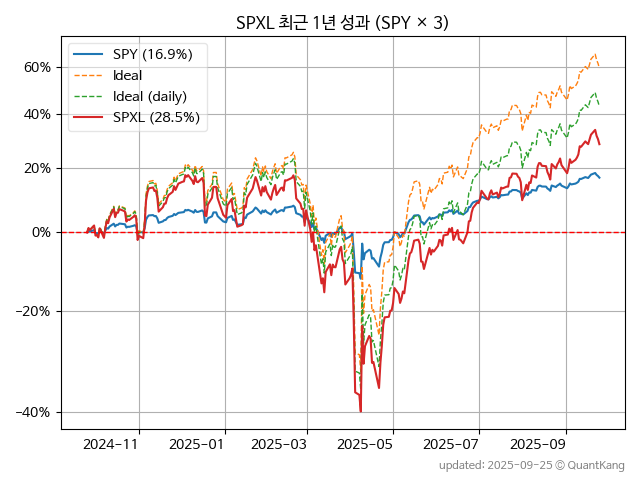 SPXL 최근 1년 성과 (SPY × 3)
SPY (16.9%)
Ideal
Ideal (daily)
SPXL (28.5%)
60%
40%
20%
0%
−20%
−40%
2024-11
2025-01
2025-03
2025-05
2025-07
2025-09
updated: 2025-09-25 ⓒ QuantKang